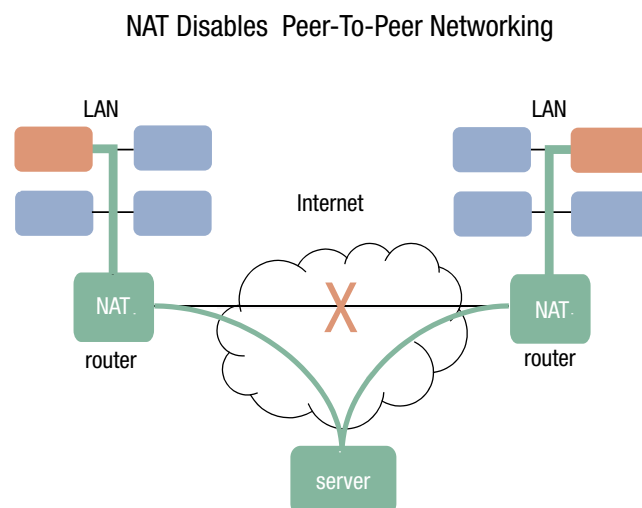 NAT Disables Peer-To-Peer Networking
LAN
LAN
Internet
X
NAT
NAT
router
router
server